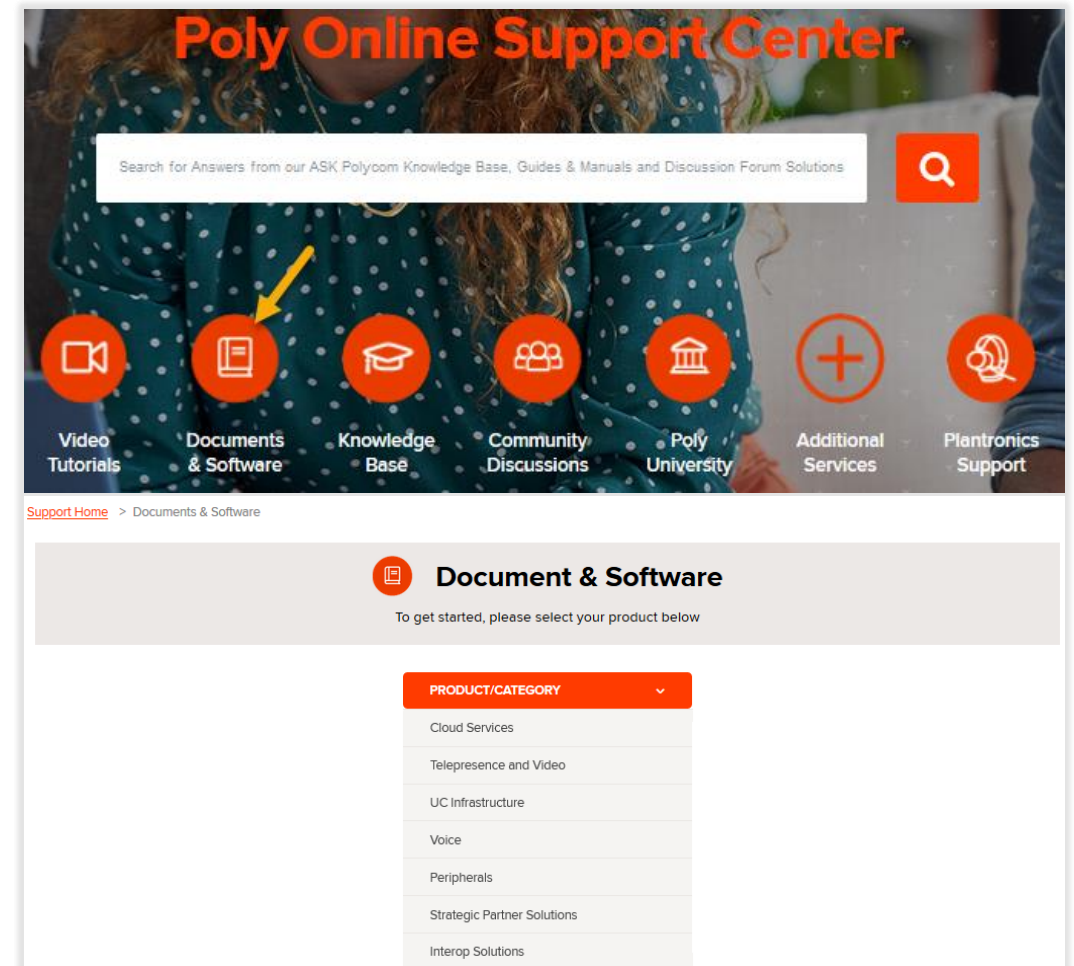 Poly Online Support Center
Search for Answers from our ASK Polycom Knowledge Base, Guides & Manuals and Discussion Forum Solutions
Video
Tutorials
Documents
& Software
Knowledge
Base
Community
Discussions
Poly
University
Additional
Services
Plantronics
Support
Support Home > Documents & Software
Document & Software
To get started, please select your product below
PRODUCT/CATEGORY
Cloud Services
Telepresence and Video
UC Infrastructure
Voice
Peripherals
Strategic Partner Solutions
Interop Solutions